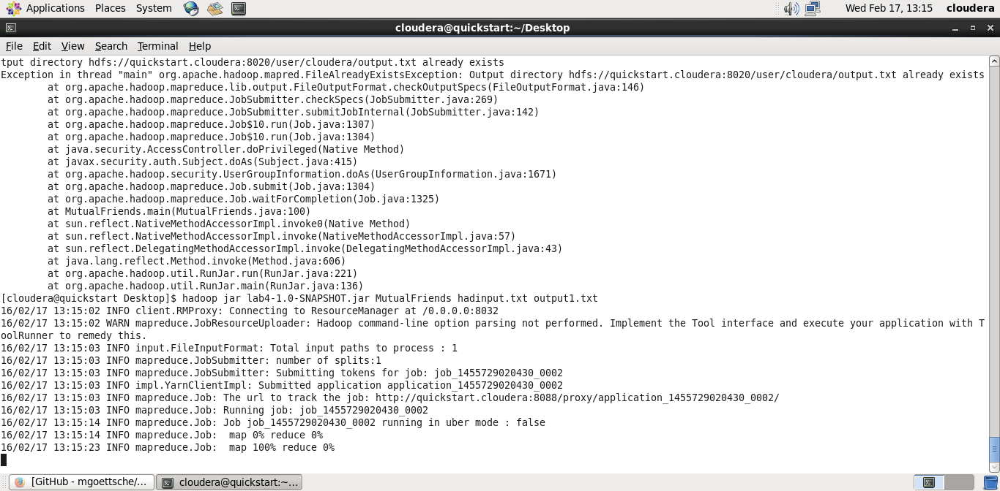 Applications Places System Wed Feb 17, 13:15 cloudera
cloudera@quickstart:~/Desktop
File Edit View Search Terminal Help
tput directory hdfs://quickstart.cloudera:8020/user/cloudera/output.txt already exists
Exception in thread "main" org.apache.hadoop.mapred.FileAlreadyExistsException: Output directory hdfs://quickstart.cloudera:8020/user/cloudera/output.txt already exists
at org.apache.hadoop.mapreduce.lib.output.FileOutputFormat.checkOutputSpecs(FileOutputFormat.java:146)
at org.apache.hadoop.mapreduce.JobSubmitter.checkSpecs(JobSubmitter.java:269)
at org.apache.hadoop.mapreduce.JobSubmitter.submitJobInternal(JobSubmitter.java:142)
at org.apache.hadoop.mapreduce.Job$10.run(Job.java:1307)
at org.apache.hadoop.mapreduce.Job$10.run(Job.java:1304)
at java.security.AccessController.doPrivileged(Native Method)
at javax.security.auth.Subject.doAs(Subject.java:415)
at org.apache.hadoop.security.UserGroupInformation.doAs(UserGroupInformation.java:1671)
at org.apache.hadoop.mapreduce.Job.submit(Job.java:1304)
at org.apache.hadoop.mapreduce.Job.waitForCompletion(Job.java:1325)
at MutualFriends.main(MutualFriends.java:100)
at sun.reflect.NativeMethodAccessorImpl.invoke0(Native Method)
at sun.reflect.NativeMethodAccessorImpl.invoke(NativeMethodAccessorImpl.java:57)
at sun.reflect.DelegatingMethodAccessorImpl.invoke(DelegatingMethodAccessorImpl.java:43)
at java.lang.reflect.Method.invoke(Method.java:606)
at org.apache.hadoop.util.RunJar.run(RunJar.java:221)
at org.apache.hadoop.util.RunJar.main(RunJar.java:136)
[cloudera@quickstart Desktop]$ hadoop jar lab4-1.0-SNAPSHOT.jar MutualFriends hadinput.txt output1.txt
16/02/17 13:15:02 INFO client.RMProxy: Connecting to ResourceManager at /0.0.0.0:8032
16/02/17 13:15:02 WARN mapreduce.JobResourceUploader: Hadoop command-line option parsing not performed. Implement the Tool interface and execute your application with T
oolRunner to remedy this.
16/02/17 13:15:03 INFO input.FileInputFormat: Total input paths to process : 1
16/02/17 13:15:03 INFO mapreduce.JobSubmitter: number of splits:1
16/02/17 13:15:03 INFO mapreduce.JobSubmitter: Submitting tokens for job: job_1455729020430_0002
16/02/17 13:15:03 INFO impl.YarnClientImpl: Submitted application application_1455729020430_0002
16/02/17 13:15:03 INFO mapreduce.Job: The url to track the job: http://quickstart.cloudera:8088/proxy/application_1455729020430_0002/
16/02/17 13:15:03 INFO mapreduce.Job: Running job: job_1455729020430_0002
16/02/17 13:15:14 INFO mapreduce.Job: Job job_1455729020430_0002 running in uber mode : false
16/02/17 13:15:14 INFO mapreduce.Job:  map 0% reduce 0%
16/02/17 13:15:23 INFO mapreduce.Job:  map 100% reduce 0%
[GitHub - mgoettsche/... cloudera@quickstart:~...